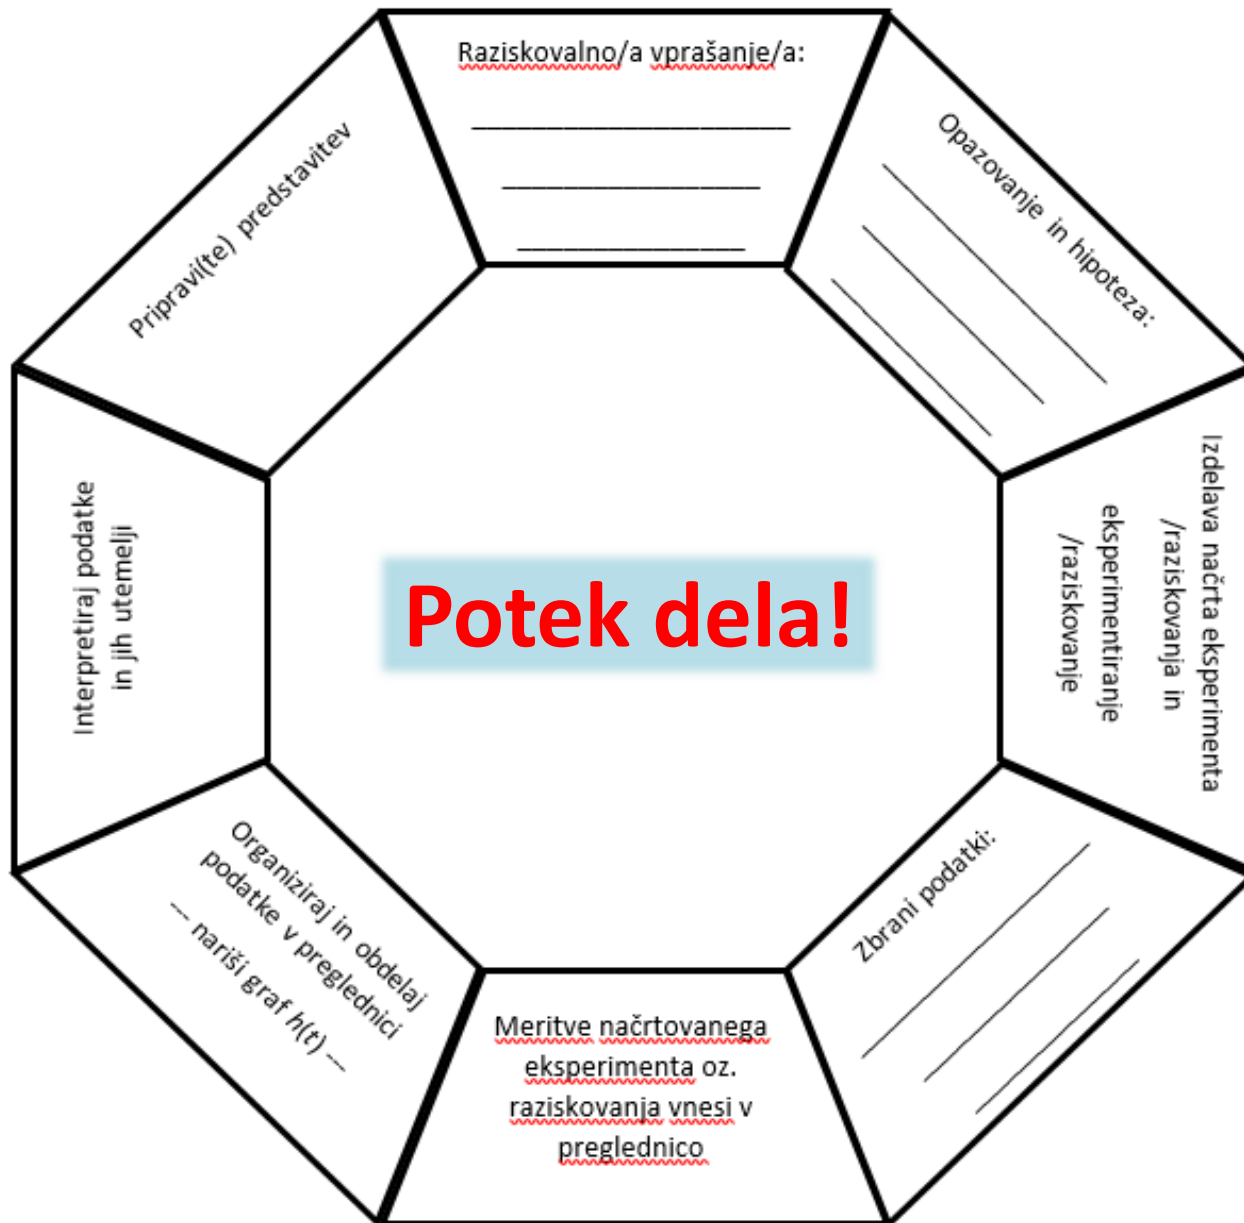 Raziskovalno/a vprašanje/a:
Opazovanje in hipoteza:
Izdelava načrta eksperimenta
/raziskovanja in
eksperimentiranje
/raziskovanje
Zbrani podatki:
Meritve načrtovanega
eksperimenta oz.
raziskovanja vnesi v
preglednico
Organiziraj in obdelaj
podatke v preglednici
--- nariši graf h(t) ---
Interpretiraj podatke
in jih utemelji
Pripravi(te) predstavitev
Potek dela!